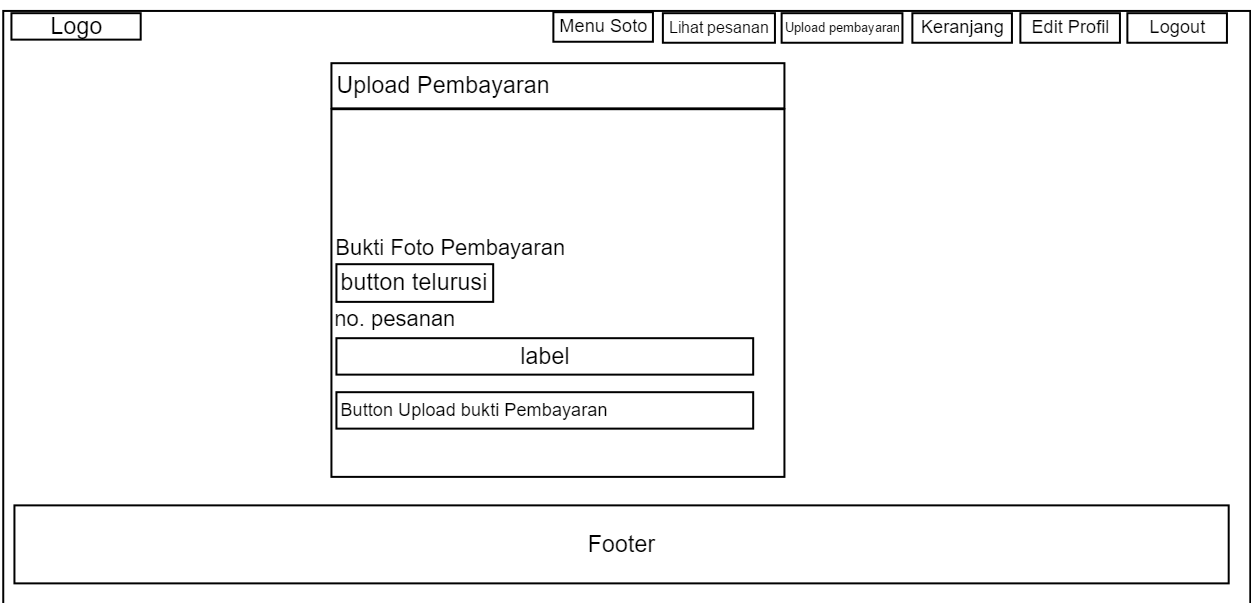 Logo
Menu Soto
Lihat pesanan
Upload pembayaran
Keranjang
Edit Profil
Logout
Upload Pembayaran
Bukti Foto Pembayaran
button telurusi
no. pesanan
label
Button Upload bukti Pembayaran
Footer